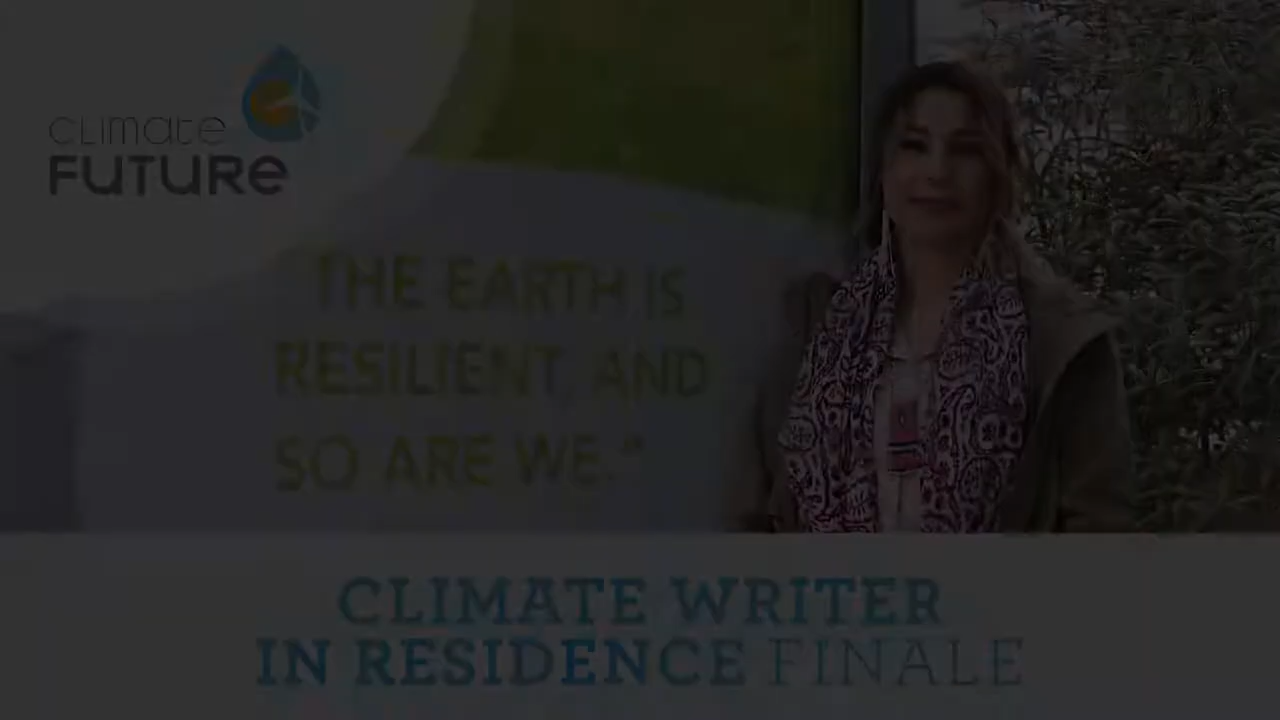 CLIMATE
FUTURE
"THE EARTH IS
RESILIENT, AND
SO ARE WE."
CLIMATE WRITER
IN RESIDENCE FINALE